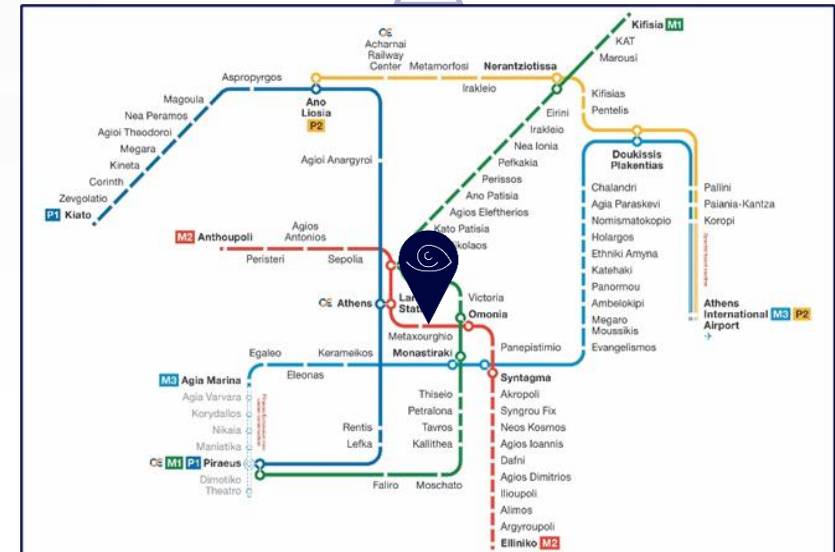 Kifisia M1
KAT
Marousi
Acharnai
Railway
Center
Metamorfosi
Nerantziotissa
Irakleio
Aspropyrgos
Ano
Liosia
P2
Magoula
Nea Peramos
Agioi Theodoroi
Megara
Kineta
Corinth
Zevgolatio
P1 Kiato
Agioi Anargyroi
Kifisias
Pentelis
Eirini
Irakleio
Nea Ionia
Pefkakia
Perissos
Ano Patisia
Agios Eleftherios
Kato Patisia
Doukissis
Plakentias
Chalandri
Agia Paraskevi
Nomismatokopio
Holargos
Ethniki Amyna
Katehaki
Panormou
Ambelokipi
Megaro
Moussikis
Evangelismos
Pallini
Paiania-Kantza
Koropi
Athens
International M3 P2
Airport
M2 Anthoupoli
Agios
Antonios
Peristeri
Sepolia
Athens
Victoria
Omonia
Metaxourghio
Monastiraki
Panepistimio
Syntagma
Egaleo
Kerameikos
Eleonas
M3 Agia Marina
Agia Varvara
Korydallos
Nikaia
Maniatika
M1 P1 Piraeus
Dimotiko
Theatro
Rentis
Lefka
Thiseio
Petralona
Tavros
Kallithea
Faliro
Moschato
Akropoli
Syngrou Fix
Neos Kosmos
Agios Ioannis
Dafni
Agios Dimitrios
Ilioupoli
Alimos
Argyroupoli
Elliniko M2